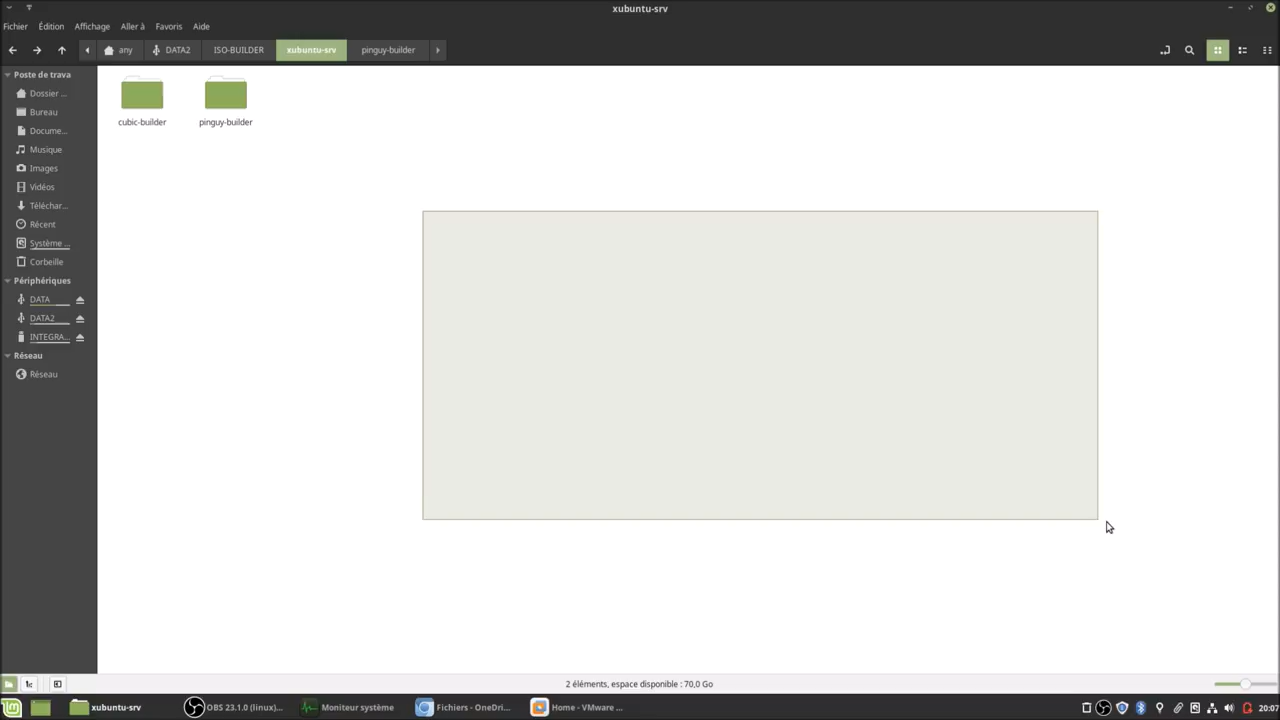 xubuntu-srv
Fichier Édition Affichage Aller à Favoris Aide
any DATA2 ISO-BUILDER xubuntu-srv pinguy-builder
Poste de trava
Dossier ...
Bureau
Docume...
Musique
Images
Vidéos
Téléchar...
Récent
Système ...
Corbeille
Périphériques
DATA
DATA2
INTEGRA...
Réseau
Réseau
cubic-builder pinguy-builder
2 éléments, espace disponible : 70,0 Go
xubuntu-srv OBS 23.1.0 (linux)... Moniteur système Fichiers - OneDri... Home - VMware ... 20:07